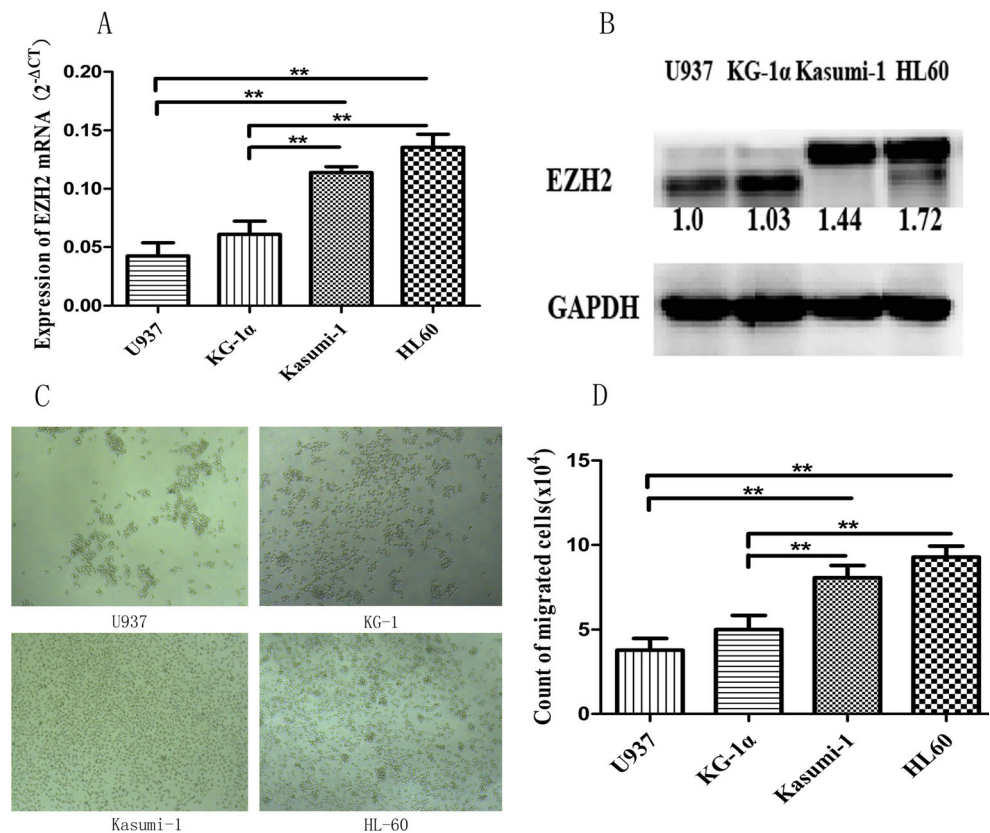 A
Expression of EZH2 mRNA (2-ΔCT)
0.20
0.15
0.10
0.05
0.00
**
**
**
**
U937
KG-1α
Kasumi-1
HL60
B
U937 KG-1α Kasumi-1 HL60
EZH2
1.0 1.03 1.44 1.72
GAPDH
C
U937
KG-1
Kasumi-1
HL-60
D
Count of migrated cells(x10⁴)
15
10
5
0
**
**
**
**
U937
KG-1α
Kasumi-1
HL60